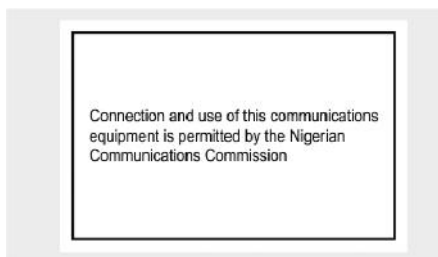 Connection and use of this communications
equipment is permitted by the Nigerian
Communications Commission